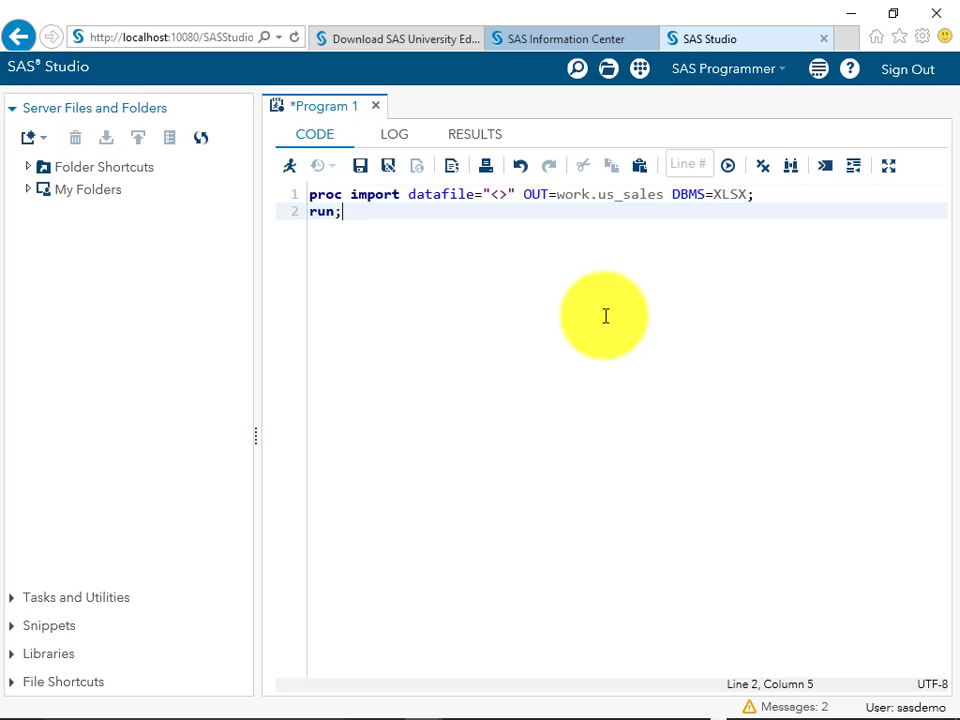 http://localhost:10080/SASStudio
Download SAS University Ed...
SAS Information Center
SAS Studio
SAS® Studio
SAS Programmer
Sign Out
Server Files and Folders
Folder Shortcuts
My Folders
Tasks and Utilities
Snippets
Libraries
File Shortcuts
*Program 1
CODE LOG RESULTS
Line #
1 proc import datafile="<>" OUT=work.us_sales DBMS=XLSX;
2 run;
Line 2, Column 5
UTF-8
Messages: 2
User: sasdemo